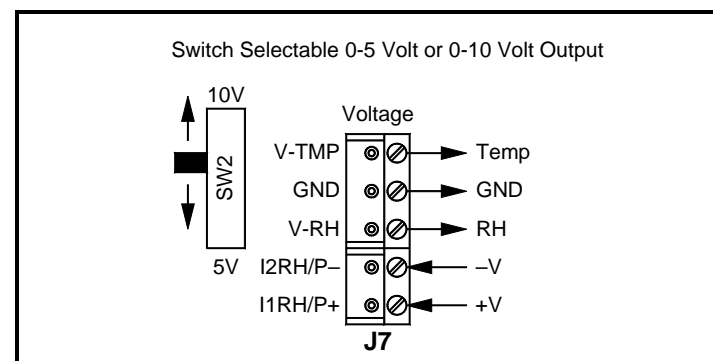 Switch Selectable 0-5 Volt or 0-10 Volt Output
10V
SW2
5V
Voltage
V-TMP Temp
GND GND
V-RH RH
I2RH/P– –V
I1RH/P+ +V
J7